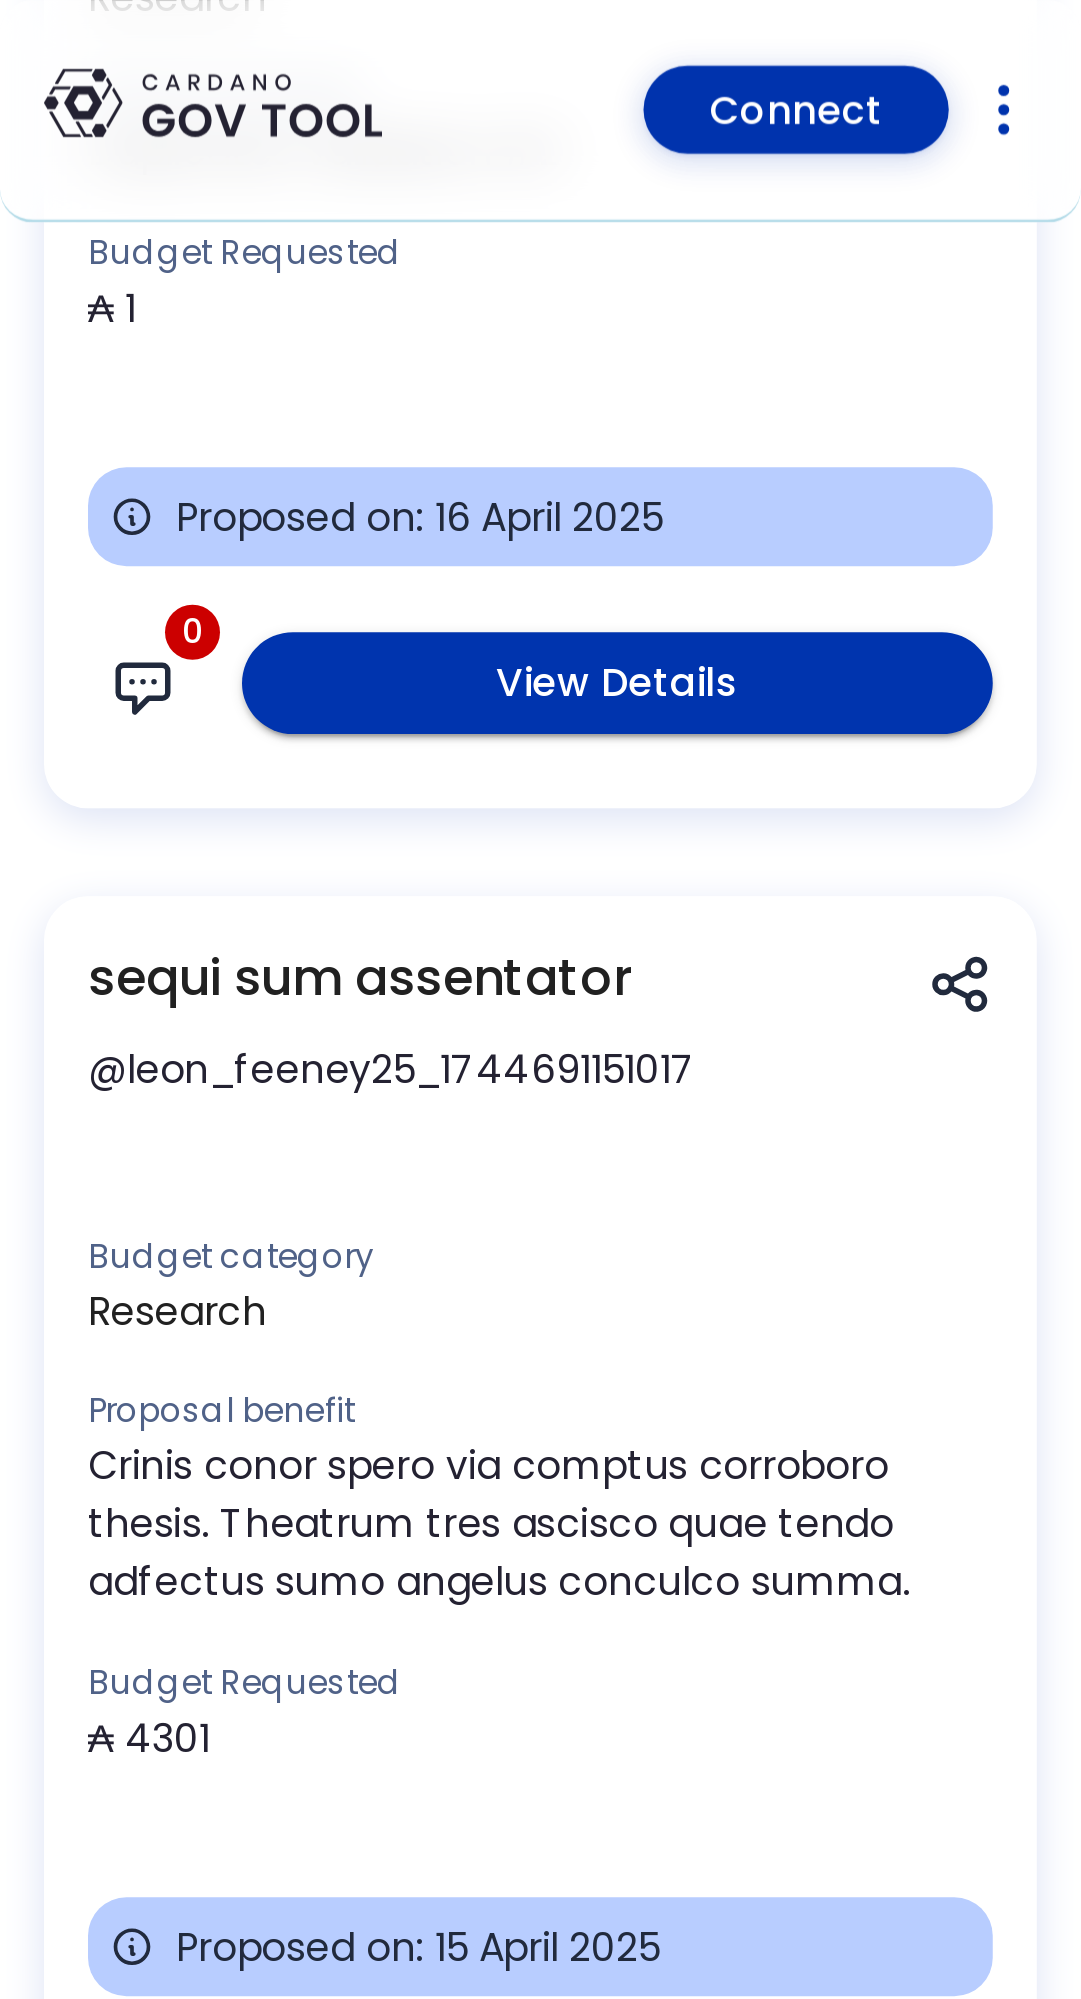 Research
CARDANO
GOV TOOL
Connect
Budget Requested
₳ 1
Proposed on: 16 April 2025
0
View Details
sequi sum assentator
@leon_feeney25_1744691151017
Budget category
Research
Proposal benefit
Crinis conor spero via comptus corroboro
thesis. Theatrum tres ascisco quae tendo
adfectus sumo angelus conculco summa.
Budget Requested
₳ 4301
Proposed on: 15 April 2025